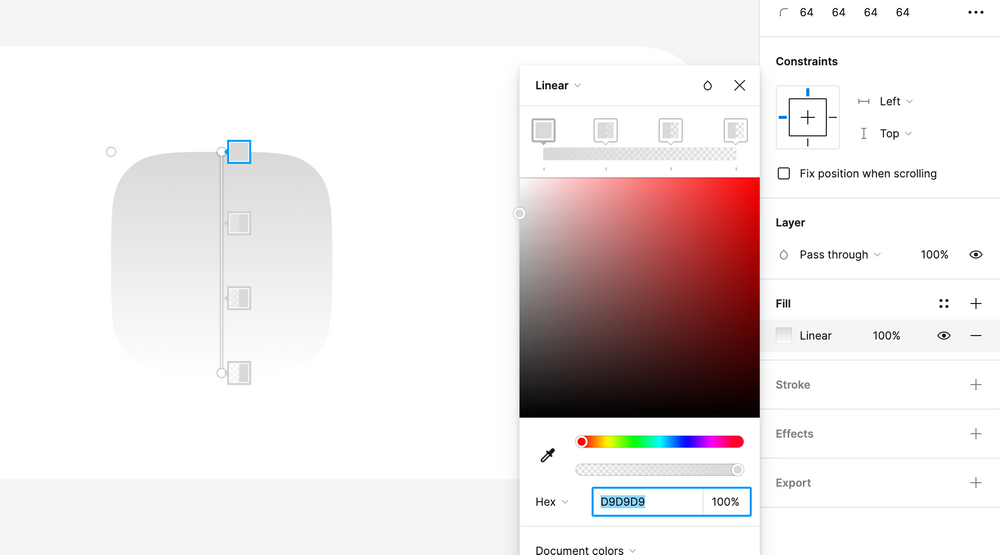 64 64 64 64
Constraints
Left
Top
Fix position when scrolling
Layer
Pass through 100%
Fill
Linear 100%
Stroke
Effects
Export
Linear
Hex D9D9D9 100%
Document colors